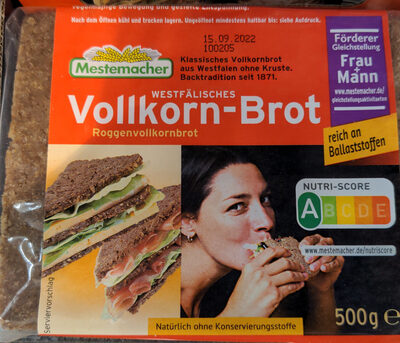 regelmäßige Bewegung und gezielte Entspannung.
Nach dem Öffnen kühl und trocken lagern. Ungeöffnet mindestens haltbar bis: siehe Aufdruck.
15.09.2022
100205
Mestemacher
Klassisches Vollkornbrot
aus Westfalen ohne Kruste.
Backtradition seit 1871.
Förderer
Gleichstellung
Frau
+
Mann
www.mestemacher.de/
gleichstellungsaktivitaeten
WESTFÄLISCHES
Vollkorn-Brot
Roggenvollkornbrot
reich an
Ballaststoffen
NUTRI-SCORE
A B C D E
www.mestemacher.de/nutriscore
Serviervorschlag
500g e
Natürlich ohne Konservierungsstoffe